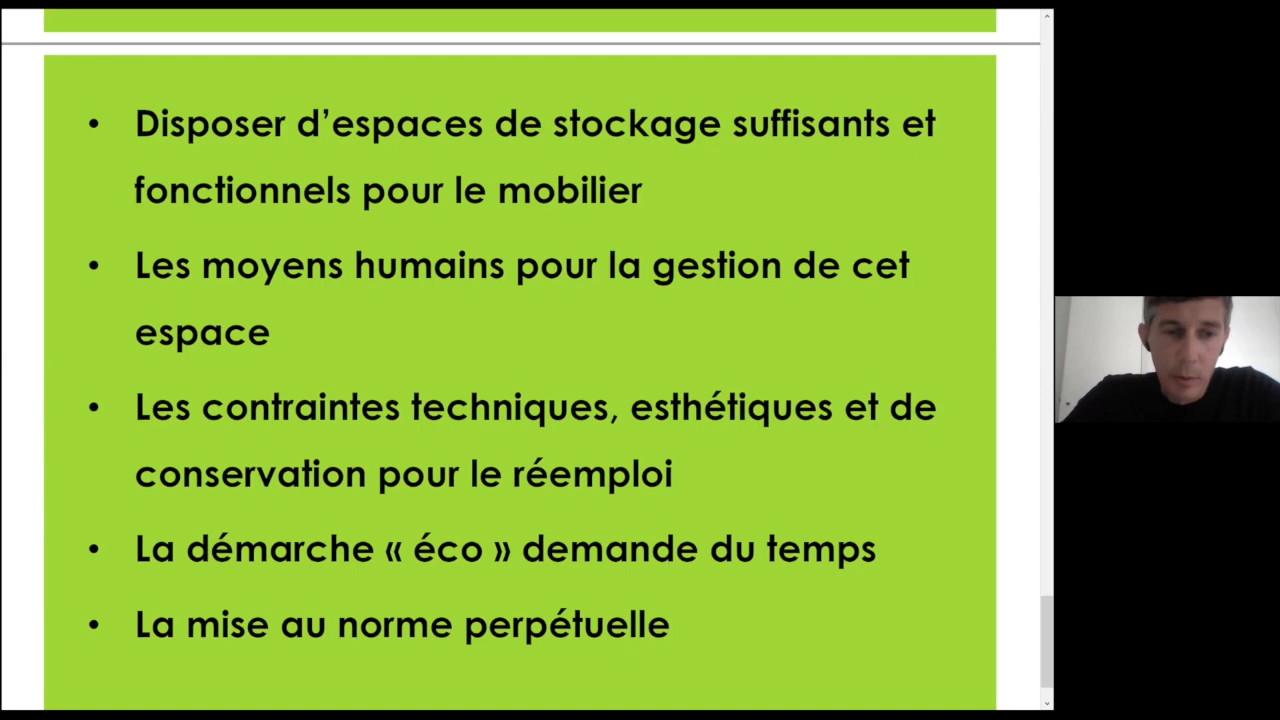 • Disposer d’espaces de stockage suffisants et
fonctionnels pour le mobilier
• Les moyens humains pour la gestion de cet
espace
• Les contraintes techniques, esthétiques et de
conservation pour le réemploi
• La démarche « éco » demande du temps
• La mise au norme perpétuelle